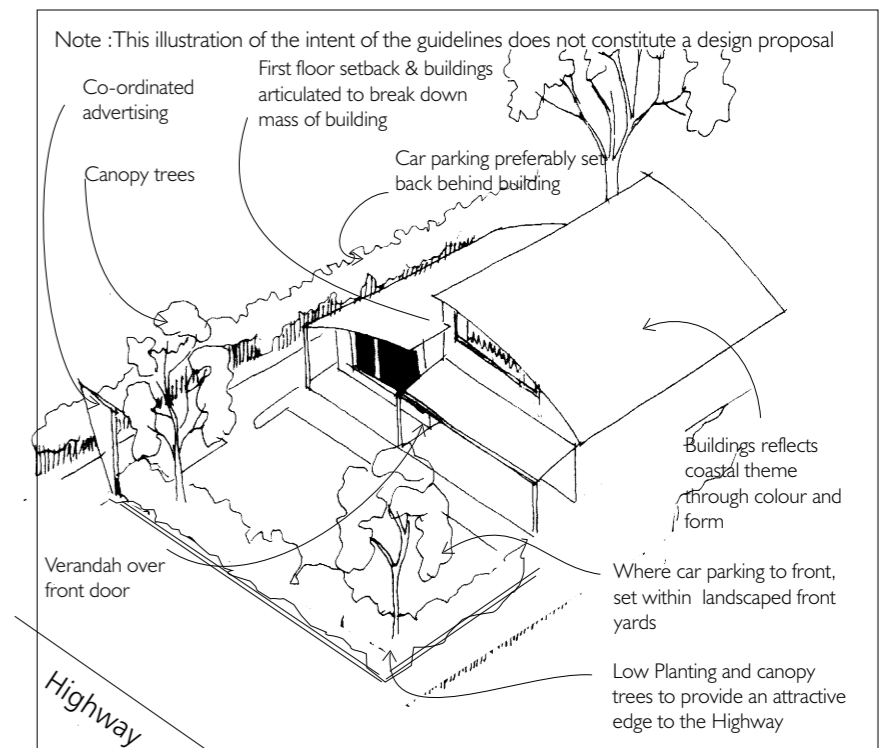 Note :This illustration of the intent of the guidelines does not constitute a design proposal
Co-ordinated
advertising
First floor setback & buildings
articulated to break down
mass of building
Canopy trees
Car parking preferably set
back behind building
Buildings reflects
coastal theme
through colour and
form
Verandah over
front door
Where car parking to front,
set within landscaped front
yards
Low Planting and canopy
trees to provide an attractive
edge to the Highway
Highway